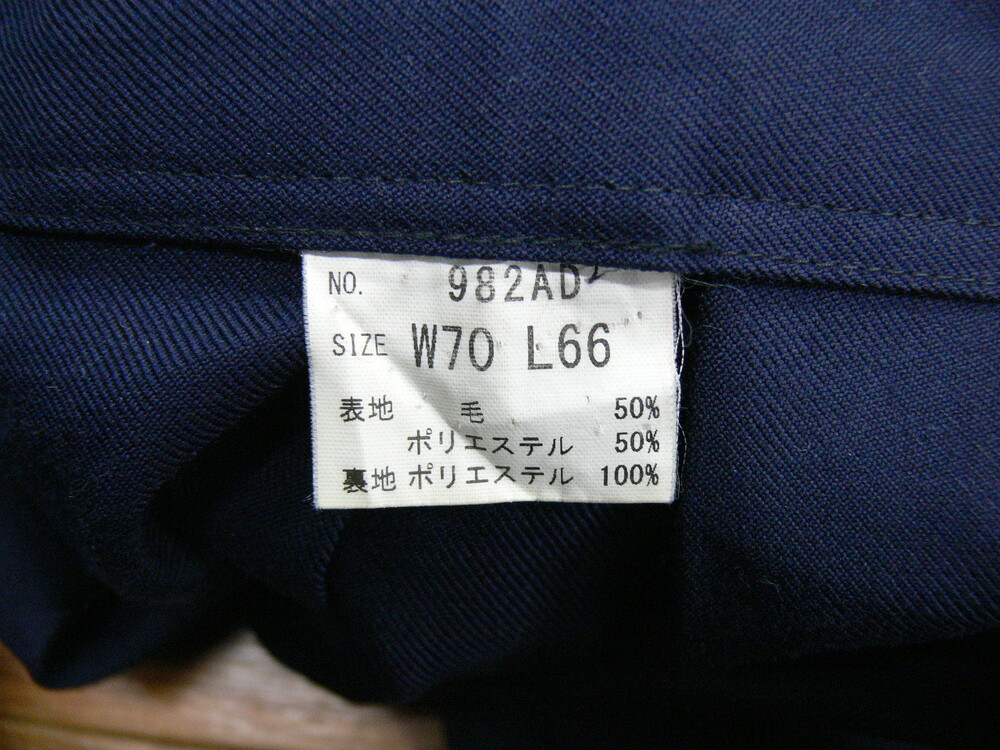 NO. 982AD
SIZE W70 L66
表地 毛 50%
ポリエステル 50%
裏地 ポリエステル 100%